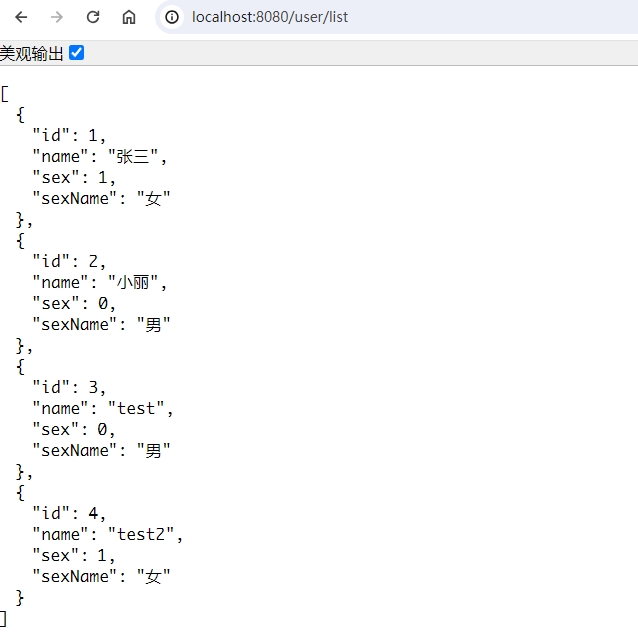 localhost:8080/user/list
美观输出
[
  {
    "id": 1,
    "name": "张三",
    "sex": 1,
    "sexName": "女"
  },
  {
    "id": 2,
    "name": "小丽",
    "sex": 0,
    "sexName": "男"
  },
  {
    "id": 3,
    "name": "test",
    "sex": 0,
    "sexName": "男"
  },
  {
    "id": 4,
    "name": "test2",
    "sex": 1,
    "sexName": "女"
  }
]